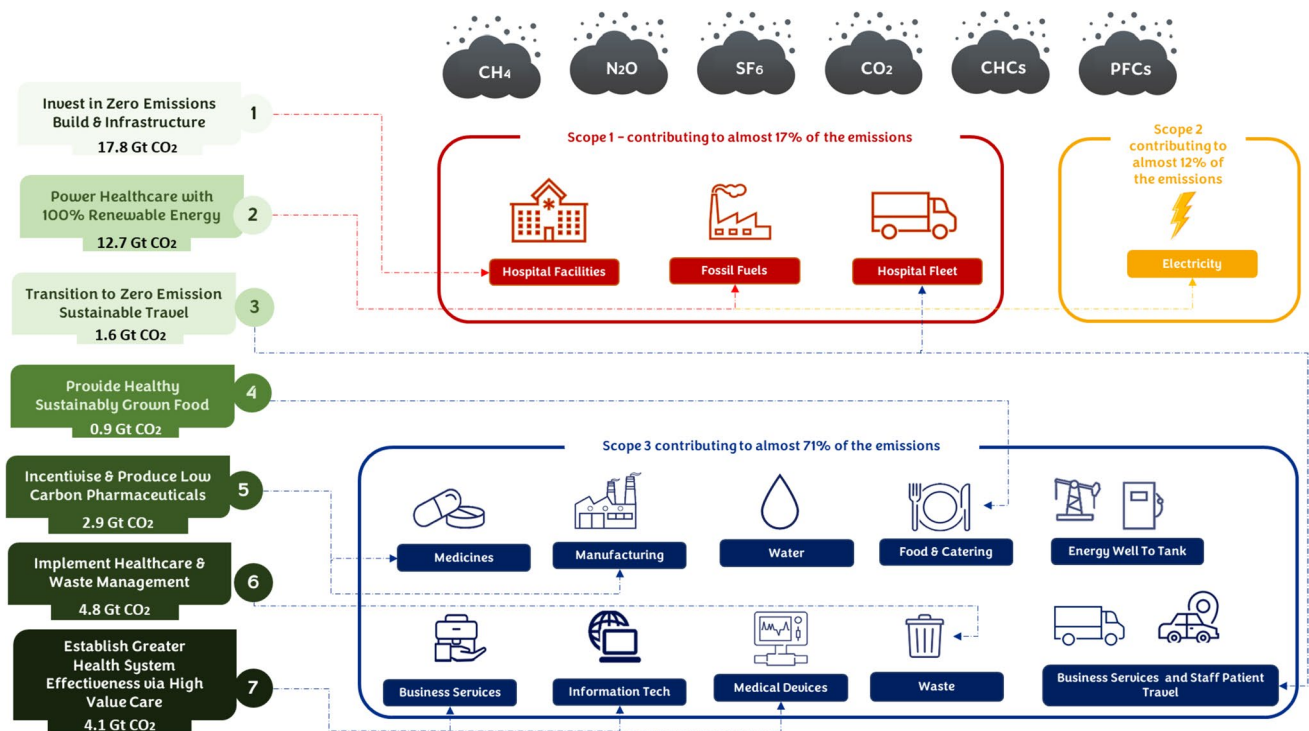 CH4
N2O
SF6
CO2
CHCs
PFCs
Invest in Zero Emissions
Build & Infrastructure
17.8 Gt CO2
1
Power Healthcare with
100% Renewable Energy
12.7 Gt CO2
2
Transition to Zero Emission
Sustainable Travel
1.6 Gt CO2
3
Provide Healthy
Sustainably Grown Food
0.9 Gt CO2
4
Incentivise & Produce Low
Carbon Pharmaceuticals
2.9 Gt CO2
5
Implement Healthcare &
Waste Management
4.8 Gt CO2
6
Establish Greater
Health System
Effectiveness via High
Value Care
4.1 Gt CO2
7
Scope 1 – contributing to almost 17% of the emissions
Hospital Facilities
Fossil Fuels
Hospital Fleet
Scope 2
contributing to
almost 12% of
the emissions
Electricity
Scope 3 contributing to almost 71% of the emissions
Medicines
Manufacturing
Water
Food & Catering
Energy Well To Tank
Business Services
Information Tech
Medical Devices
Waste
Business Services and Staff Patient
Travel